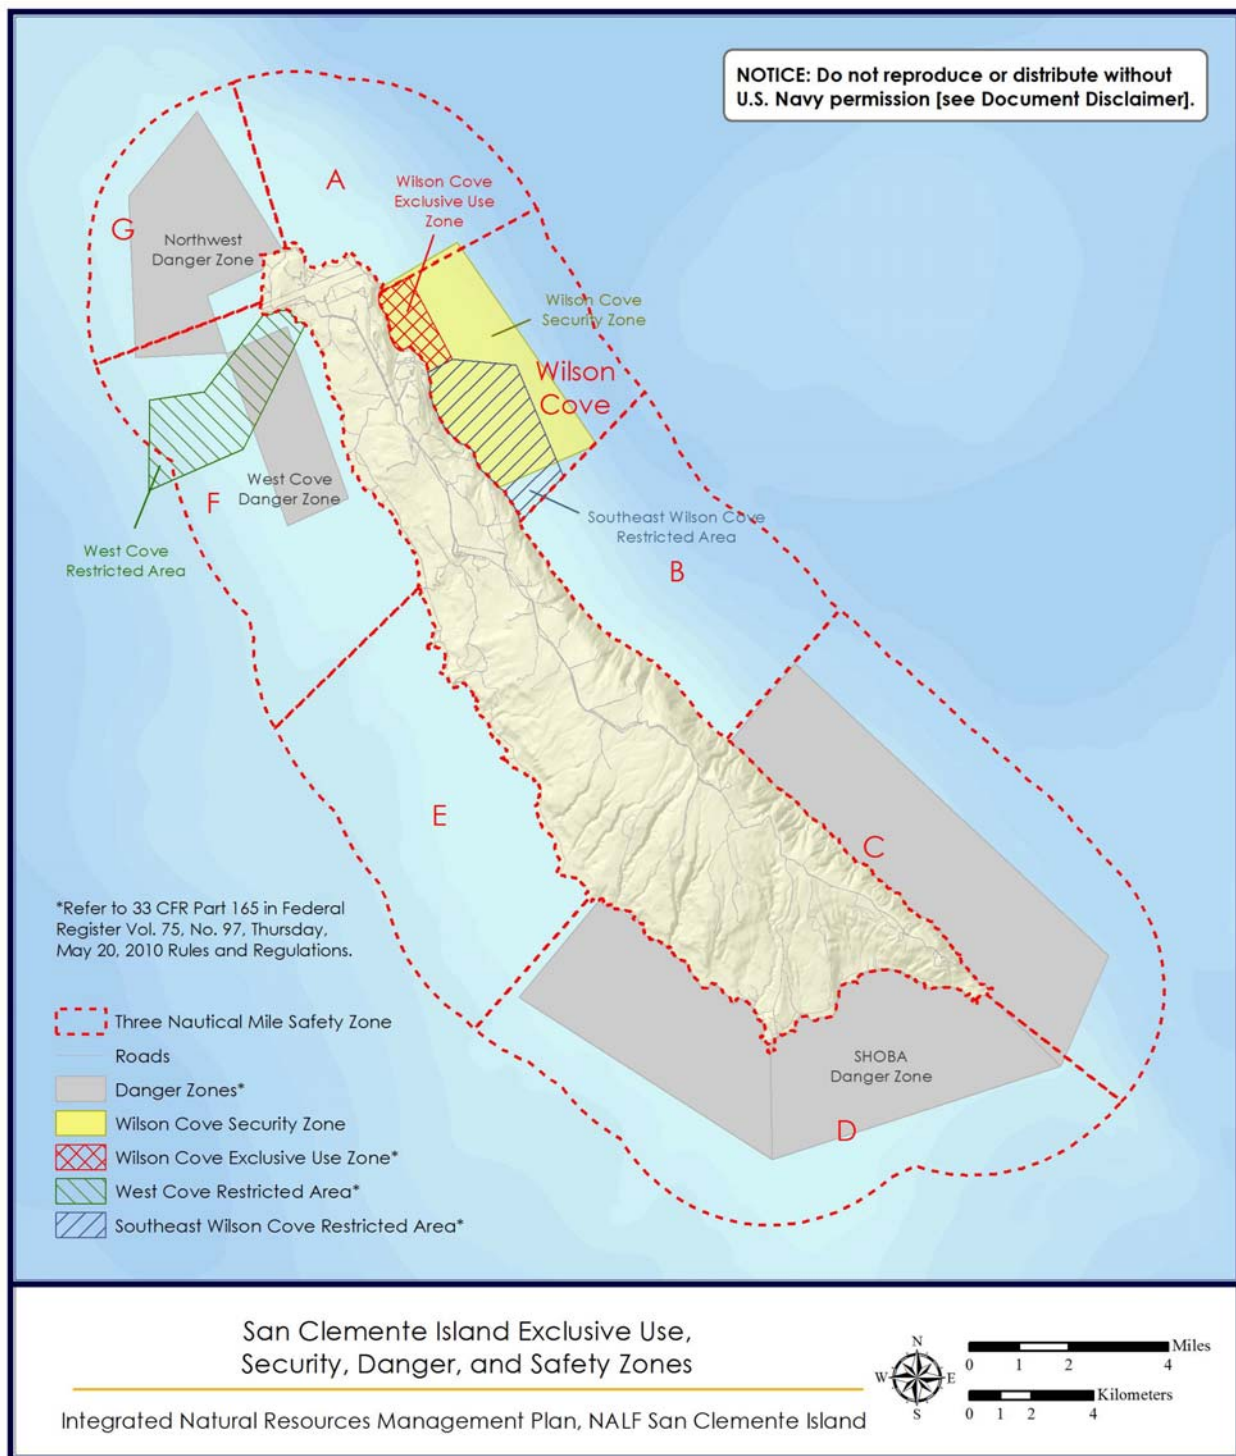 NOTICE: Do not reproduce or distribute without
U.S. Navy permission [see Document Disclaimer].
A
Wilson Cove
Exclusive Use
Zone
G
Northwest
Danger Zone
Wilson Cove
Security Zone
Wilson
Cove
West Cove
Danger Zone
F
Southeast Wilson Cove
Restricted Area
West Cove
Restricted Area
B
E
C
*Refer to 33 CFR Part 165 in Federal
Register Vol. 75, No. 97, Thursday,
May 20, 2010 Rules and Regulations.
Three Nautical Mile Safety Zone
Roads
Danger Zones*
Wilson Cove Security Zone
Wilson Cove Exclusive Use Zone*
West Cove Restricted Area*
Southeast Wilson Cove Restricted Area*
SHOBA
Danger Zone
D
San Clemente Island Exclusive Use,
Security, Danger, and Safety Zones
Integrated Natural Resources Management Plan, NALF San Clemente Island
N
W E
S
Miles
0 1 2 4
Kilometers
0 1 2 4